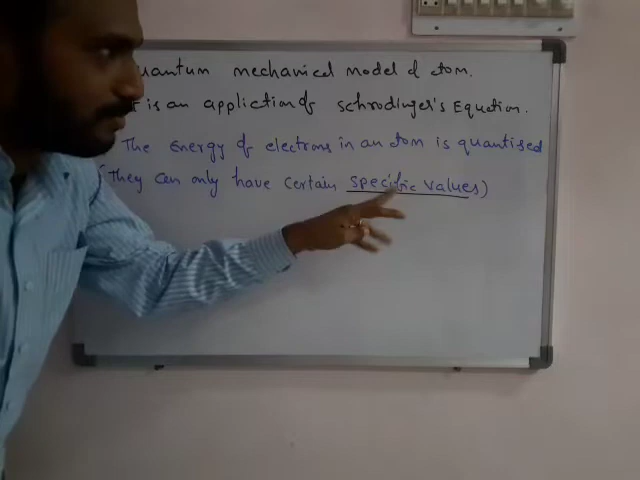 uantum mechanical model of atom.
It is an application of Schrodinger's Equation.
The energy of electrons in an atom is quantised
(They can only have certain specific values)